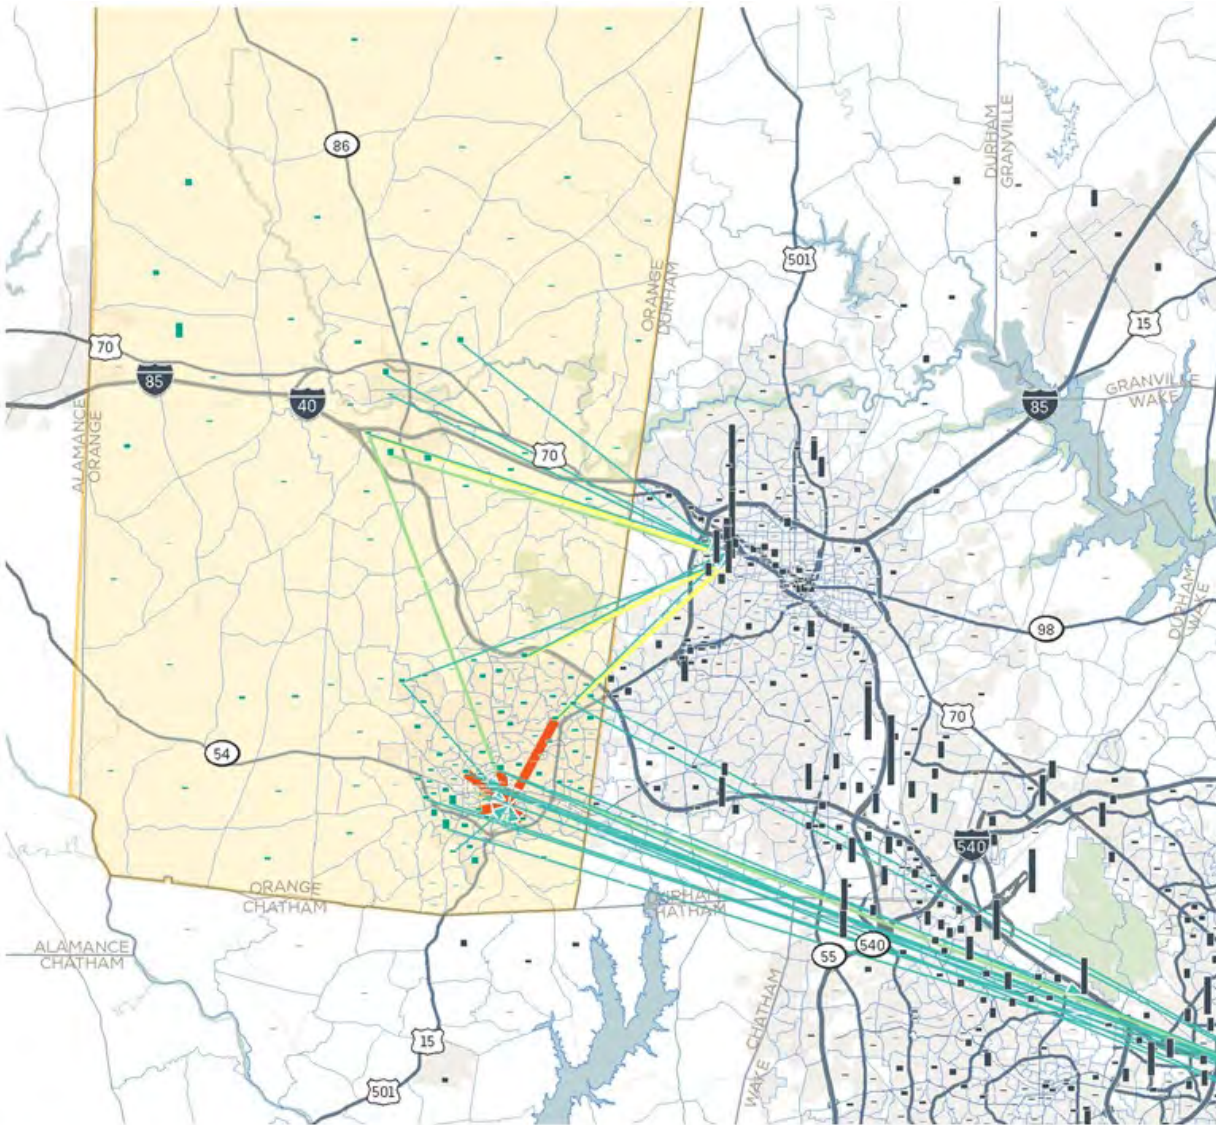 86
DURHAM
GRANVILLE
501
ORANGE
DURHAM
15
70
85
40
ALAMANCE
ORANGE
GRANVILLE
WAKE
85
70
DURHAM
WAKE
98
70
54
540
ORANGE
CHATHAM
DURHAM
CHATHAM
ALAMANCE
CHATHAM
540
55
WAKE
CHATHAM
15
501